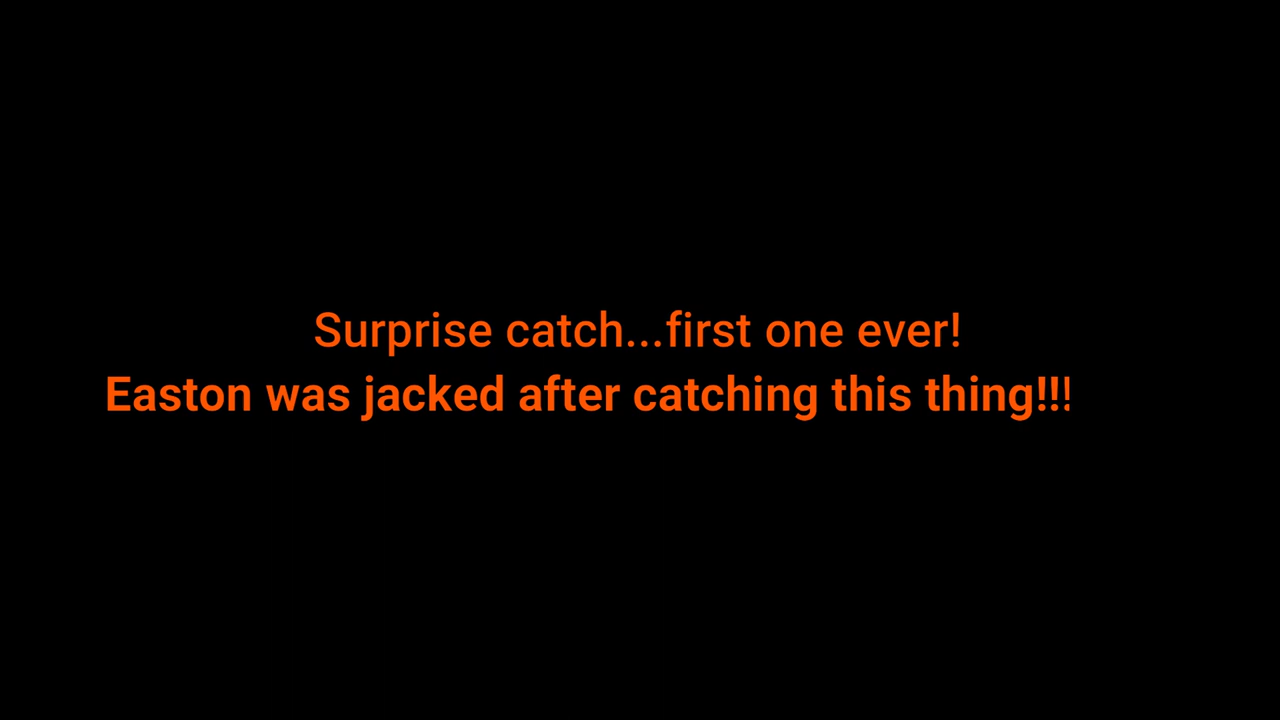 Surprise catch...first one ever!
Easton was jacked after catching this thing!!!